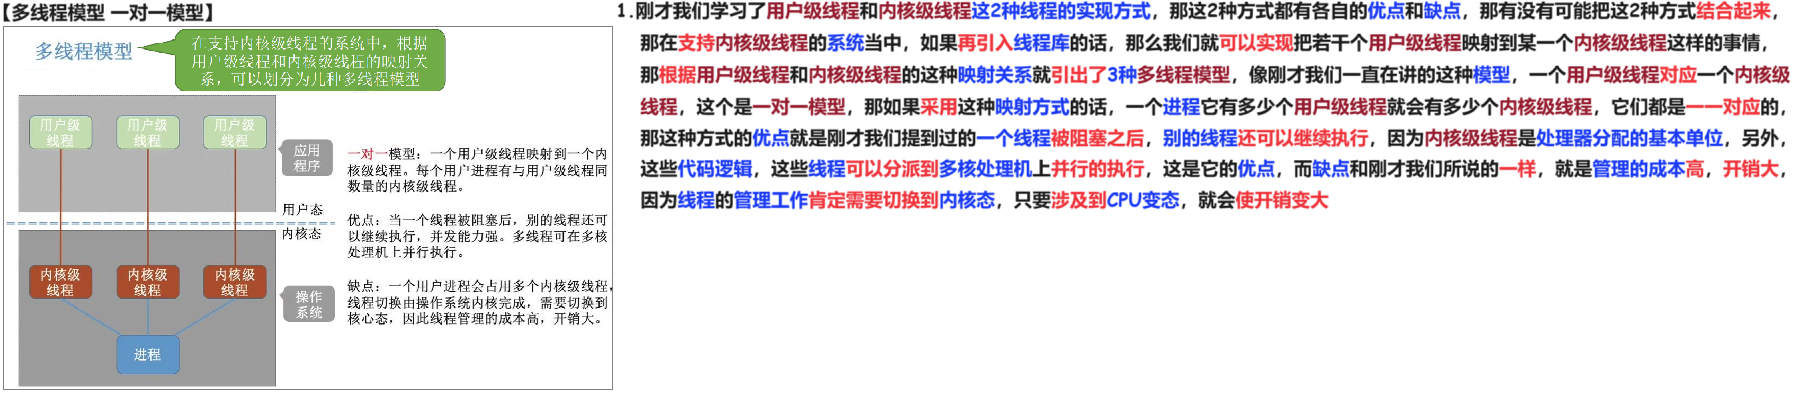 【多线程模型 一对一模型】
多线程模型
在支持内核级线程的系统中，根据
用户级线程和内核级线程的映射关
系，可以划分为几种多线程模型
用户级
线程
用户级
线程
用户级
线程
应用
程序
用户态
内核态
内核级
线程
内核级
线程
内核级
线程
操作
系统
进程
一对一模型：一个用户级线程映射到一个内
核级线程。每个用户进程有与用户级线程同
数量的内核级线程。
优点：当一个线程被阻塞后，别的线程还可
以继续执行，并发能力强。多线程可在多核
处理机上并行执行。
缺点：一个用户进程会占用多个内核级线程，
线程切换由操作系统内核完成，需要切换到
核心态，因此线程管理的成本高，开销大。
1.刚才我们学习了用户级线程和内核级线程这2种线程的实现方式，那这2种方式都有各自的优点和缺点，那有没有可能把这2种方式结合起来，
那在支持内核级线程的系统当中，如果再引入线程库的话，那么我们就可以实现把若干个用户级线程映射到某一个内核级线程这样的事情，
那根据用户级线程和内核级线程的这种映射关系就引出了3种多线程模型，像刚才我们一直在讲的这种模型，一个用户级线程对应一个内核级
线程，这个是一对一模型，那如果采用这种映射方式的话，一个进程它有多少个用户级线程就会有多少个内核级线程，它们都是一一对应的，
那这种方式的优点就是刚才我们提到过的一个线程被阻塞之后，别的线程还可以继续执行，因为内核级线程是处理器分配的基本单位，另外，
这些代码逻辑，这些线程可以分派到多核处理机上并行的执行，这是它的优点，而缺点和刚才我们所说的一样，就是管理的成本高，开销大，
因为线程的管理工作肯定需要切换到内核态，只要涉及到CPU变态，就会使开销变大